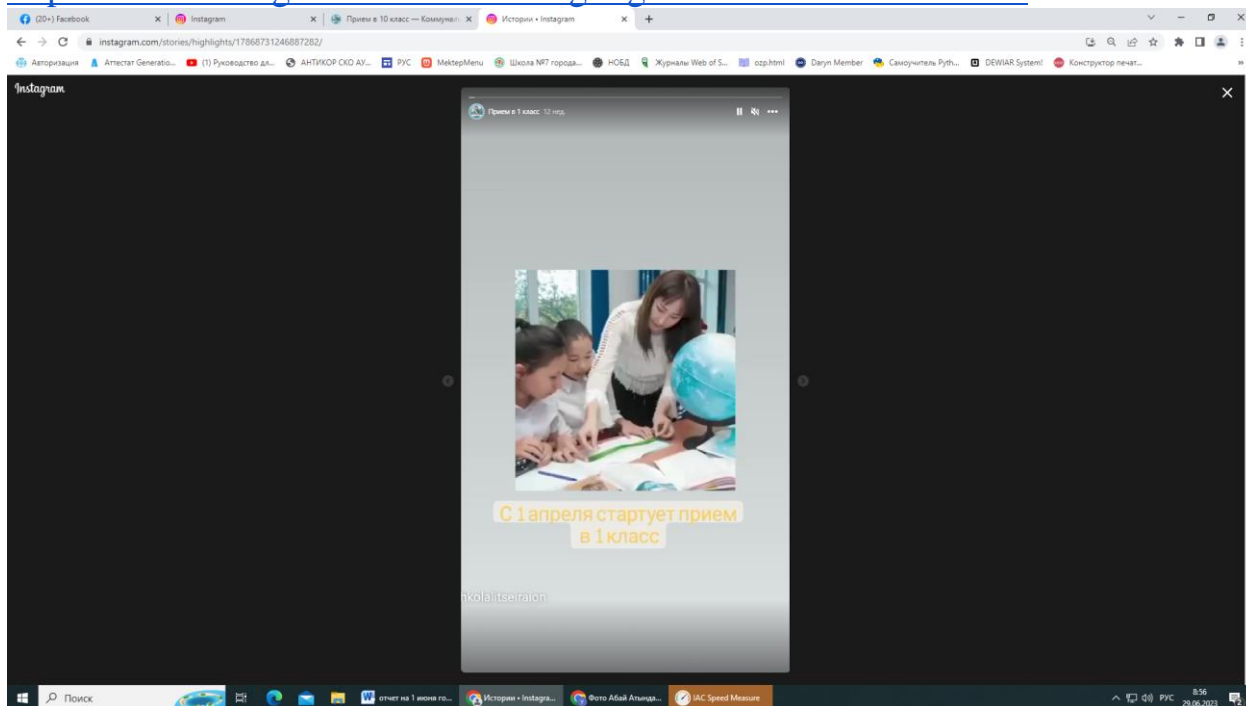 (20+) Facebook
Instagram
Прием в 10 класс — Коммунал
Истории • Instagram
instagram.com/stories/highlights/17868731246887282/
Авторизация
Аттестат Generatio...
(1) Руководство дл...
АНТИКОР СКО АУ...
РУС
MektepMenu
Школа №7 города...
НОБД
Журналы Web of S...
ozp.html
Daryn Member
Самоучитель Pyth...
DEWIAR System!
Конструктор печат...
Instagram
Прием в 1 класс 12 нед.
С 1 апреля стартует прием
в 1 класс
Поиск
отчет на 1 июня го...
Истории • Instagra...
Фото Абай Атында...
IAC Speed Measure
РУС
8:56
29.06.2023